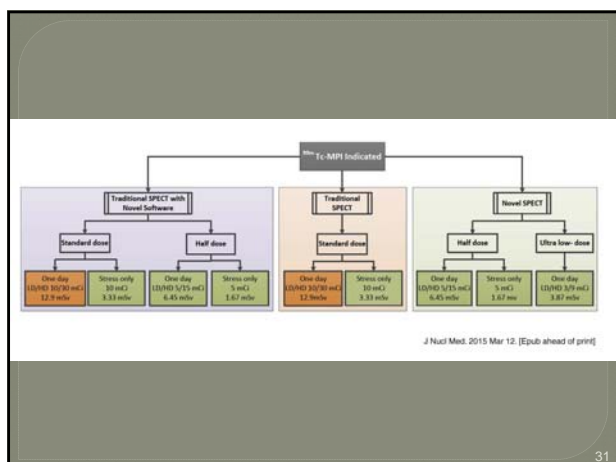 99mTc-MPI Indicated
Traditional SPECT with
Novel Software
Traditional
SPECT
Novel SPECT
Standard dose
Half dose
Standard dose
Half dose
Ultra low- dose
One day
LD/HD 10/30 mCi
12.9 mSv
Stress only
10 mCi
3.33 mSv
One day
LD/HD 5/15 mCi
6.45 mSv
Stress only
5 mCi
1.67 mSv
One day
LD/HD 10/30 mCi
12.9mSv
Stress only
10 mCi
3.33 mSv
One day
LD/HD 5/15 mCi
6.45 mSv
Stress only
5 mCi
1.67 mv
One day
LD/HD 3/9 mCi
3.87 mSv
J Nucl Med. 2015 Mar 12. [Epub ahead of print]
31